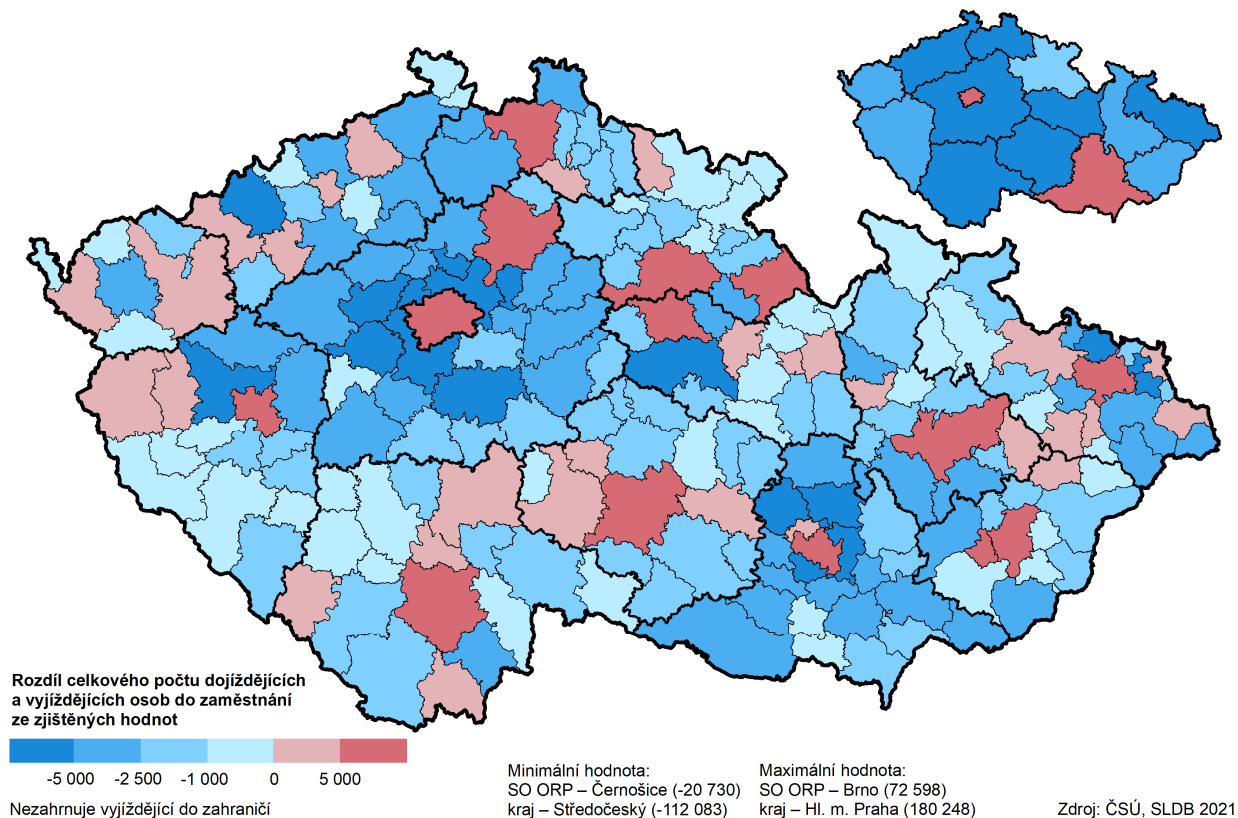 Rozdíl celkového počtu dojíždějících
a vyjíždějících osob do zaměstnání
ze zjištěných hodnot
-5 000 -2 500 -1 000 0 5 000
Nezahrnuje vyjíždějící do zahraničí
Minimální hodnota:
SO ORP – Černošice (-20 730)
kraj – Středočeský (-112 083)
Maximální hodnota:
SO ORP – Brno (72 598)
kraj – Hl. m. Praha (180 248)
Zdroj: ČSÚ, SLDB 2021